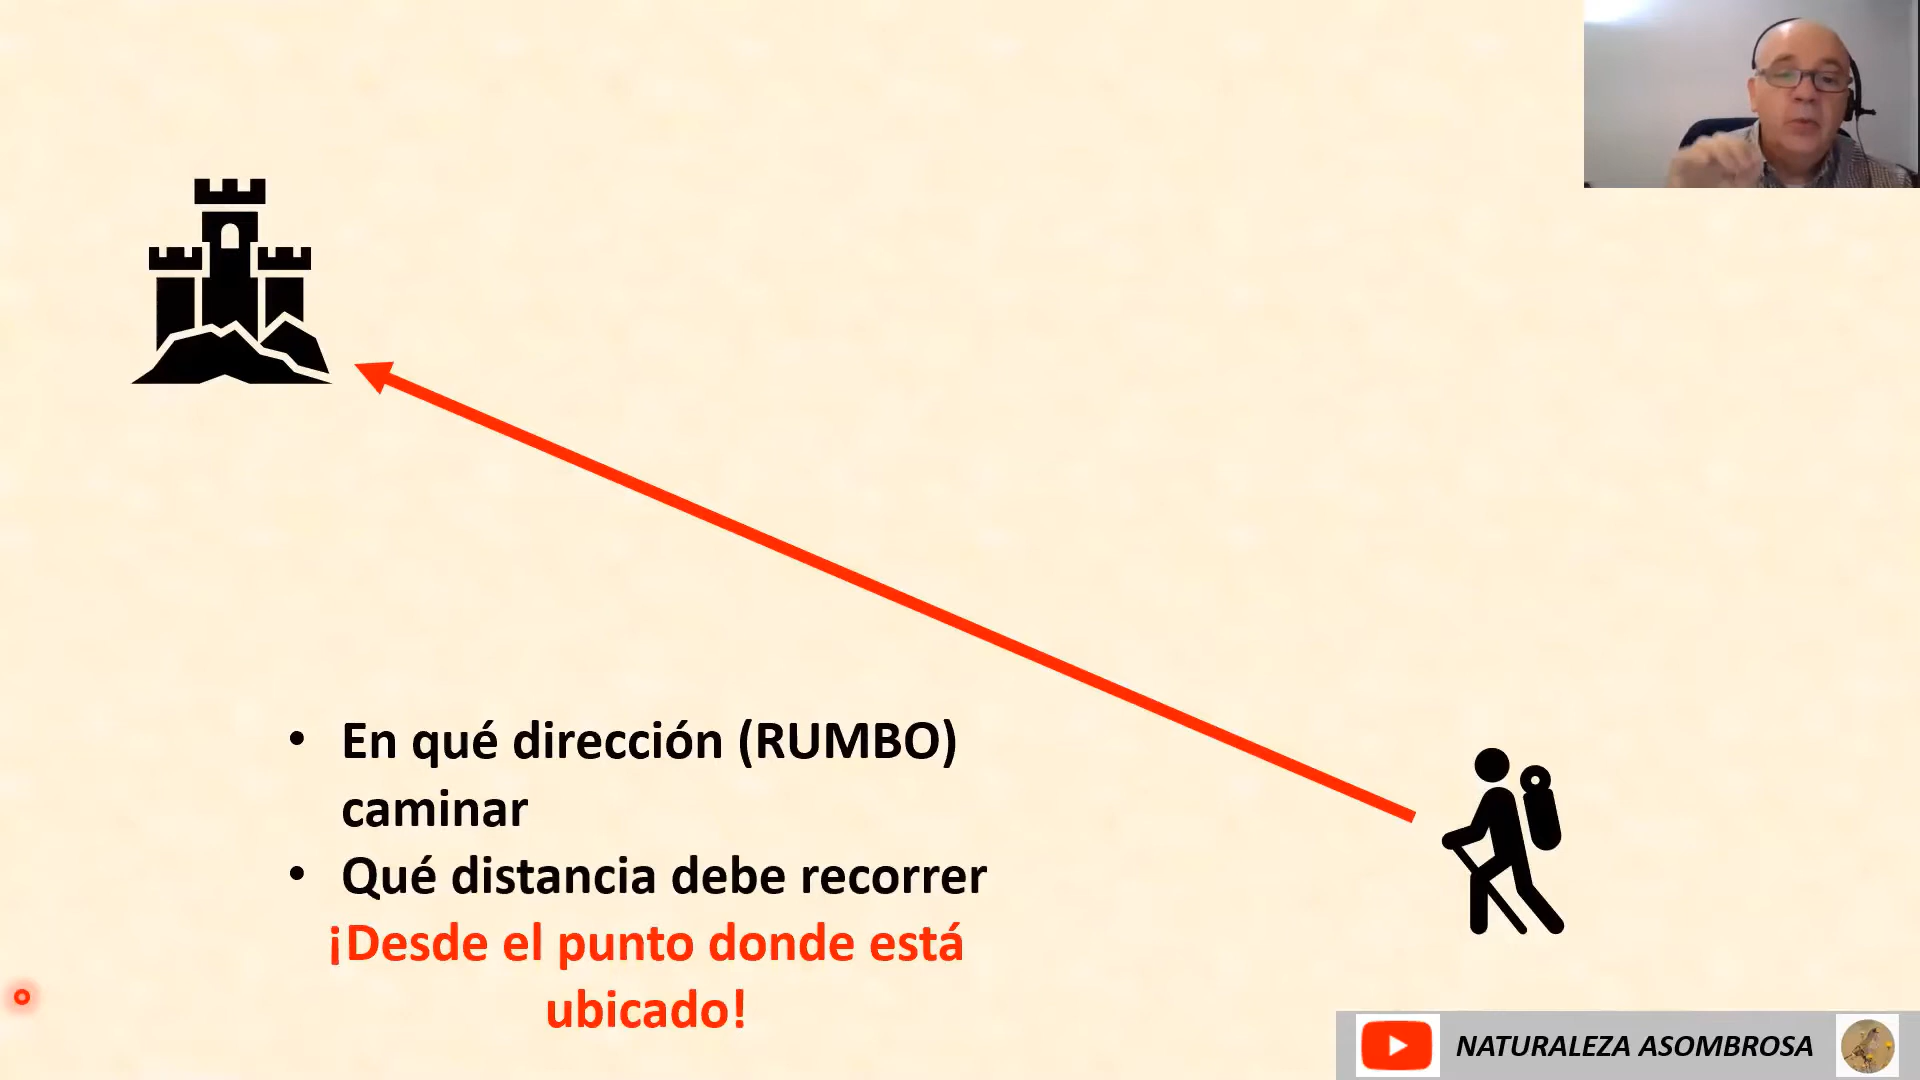 • En qué dirección (RUMBO)
caminar
• Qué distancia debe recorrer
¡Desde el punto donde está
ubicado!
NATURALEZA ASOMBROSA